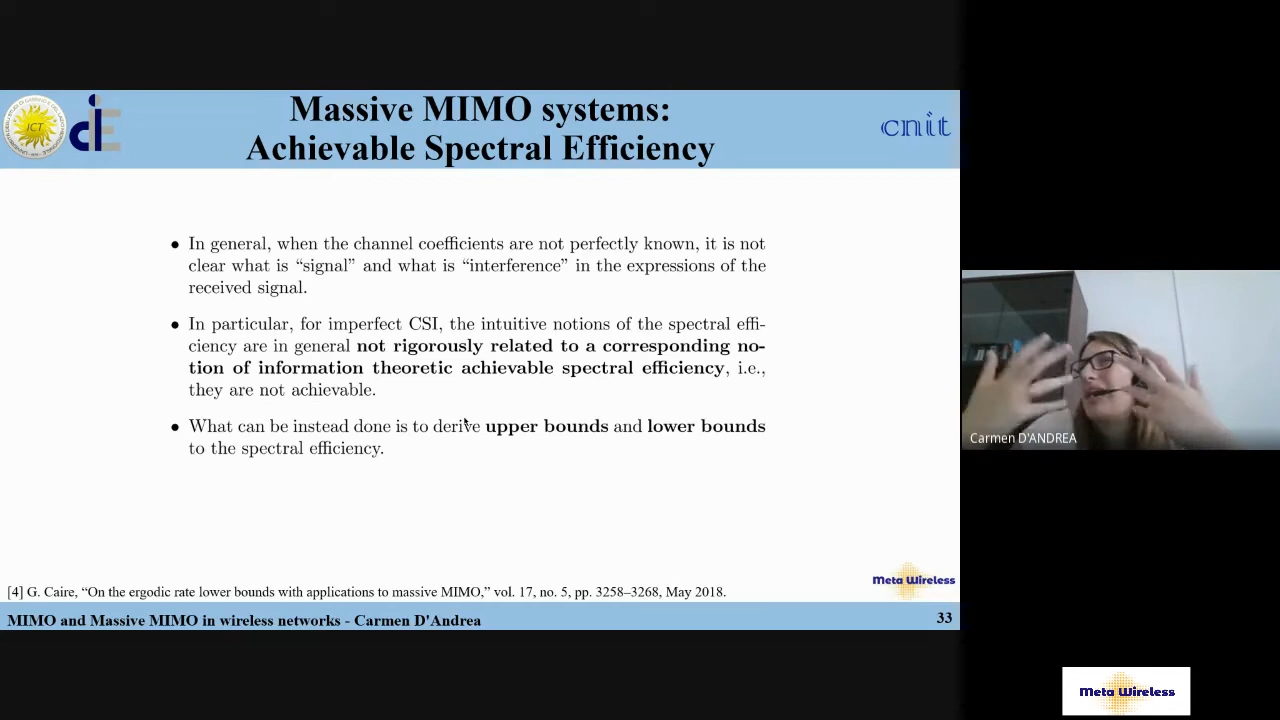 Massive MIMO systems:
Achievable Spectral Efficiency
ICT
cnit
• In general, when the channel coefficients are not perfectly known, it is not
clear what is “signal” and what is “interference” in the expressions of the
received signal.
• In particular, for imperfect CSI, the intuitive notions of the spectral effi-
ciency are in general not rigorously related to a corresponding no-
tion of information theoretic achievable spectral efficiency, i.e.,
they are not achievable.
• What can be instead done is to derive upper bounds and lower bounds
to the spectral efficiency.
Carmen D'ANDREA
Meta Wireless
[4] G. Caire, “On the ergodic rate lower bounds with applications to massive MIMO,” vol. 17, no. 5, pp. 3258–3268, May 2018.
MIMO and Massive MIMO in wireless networks - Carmen D'Andrea
33
Meta Wireless